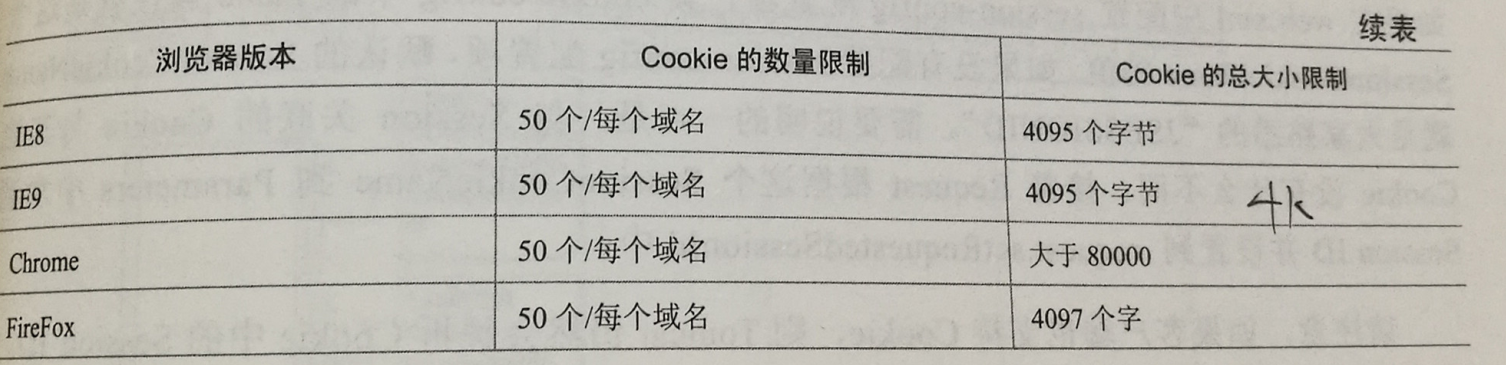 续表
浏览器版本 Cookie 的数量限制 Cookie 的总大小限制
IE8 50 个/每个域名 4095 个字节
IE9 50 个/每个域名 4095 个字节 4k
Chrome 50 个/每个域名 大于 80000
FireFox 50 个/每个域名 4097 个字